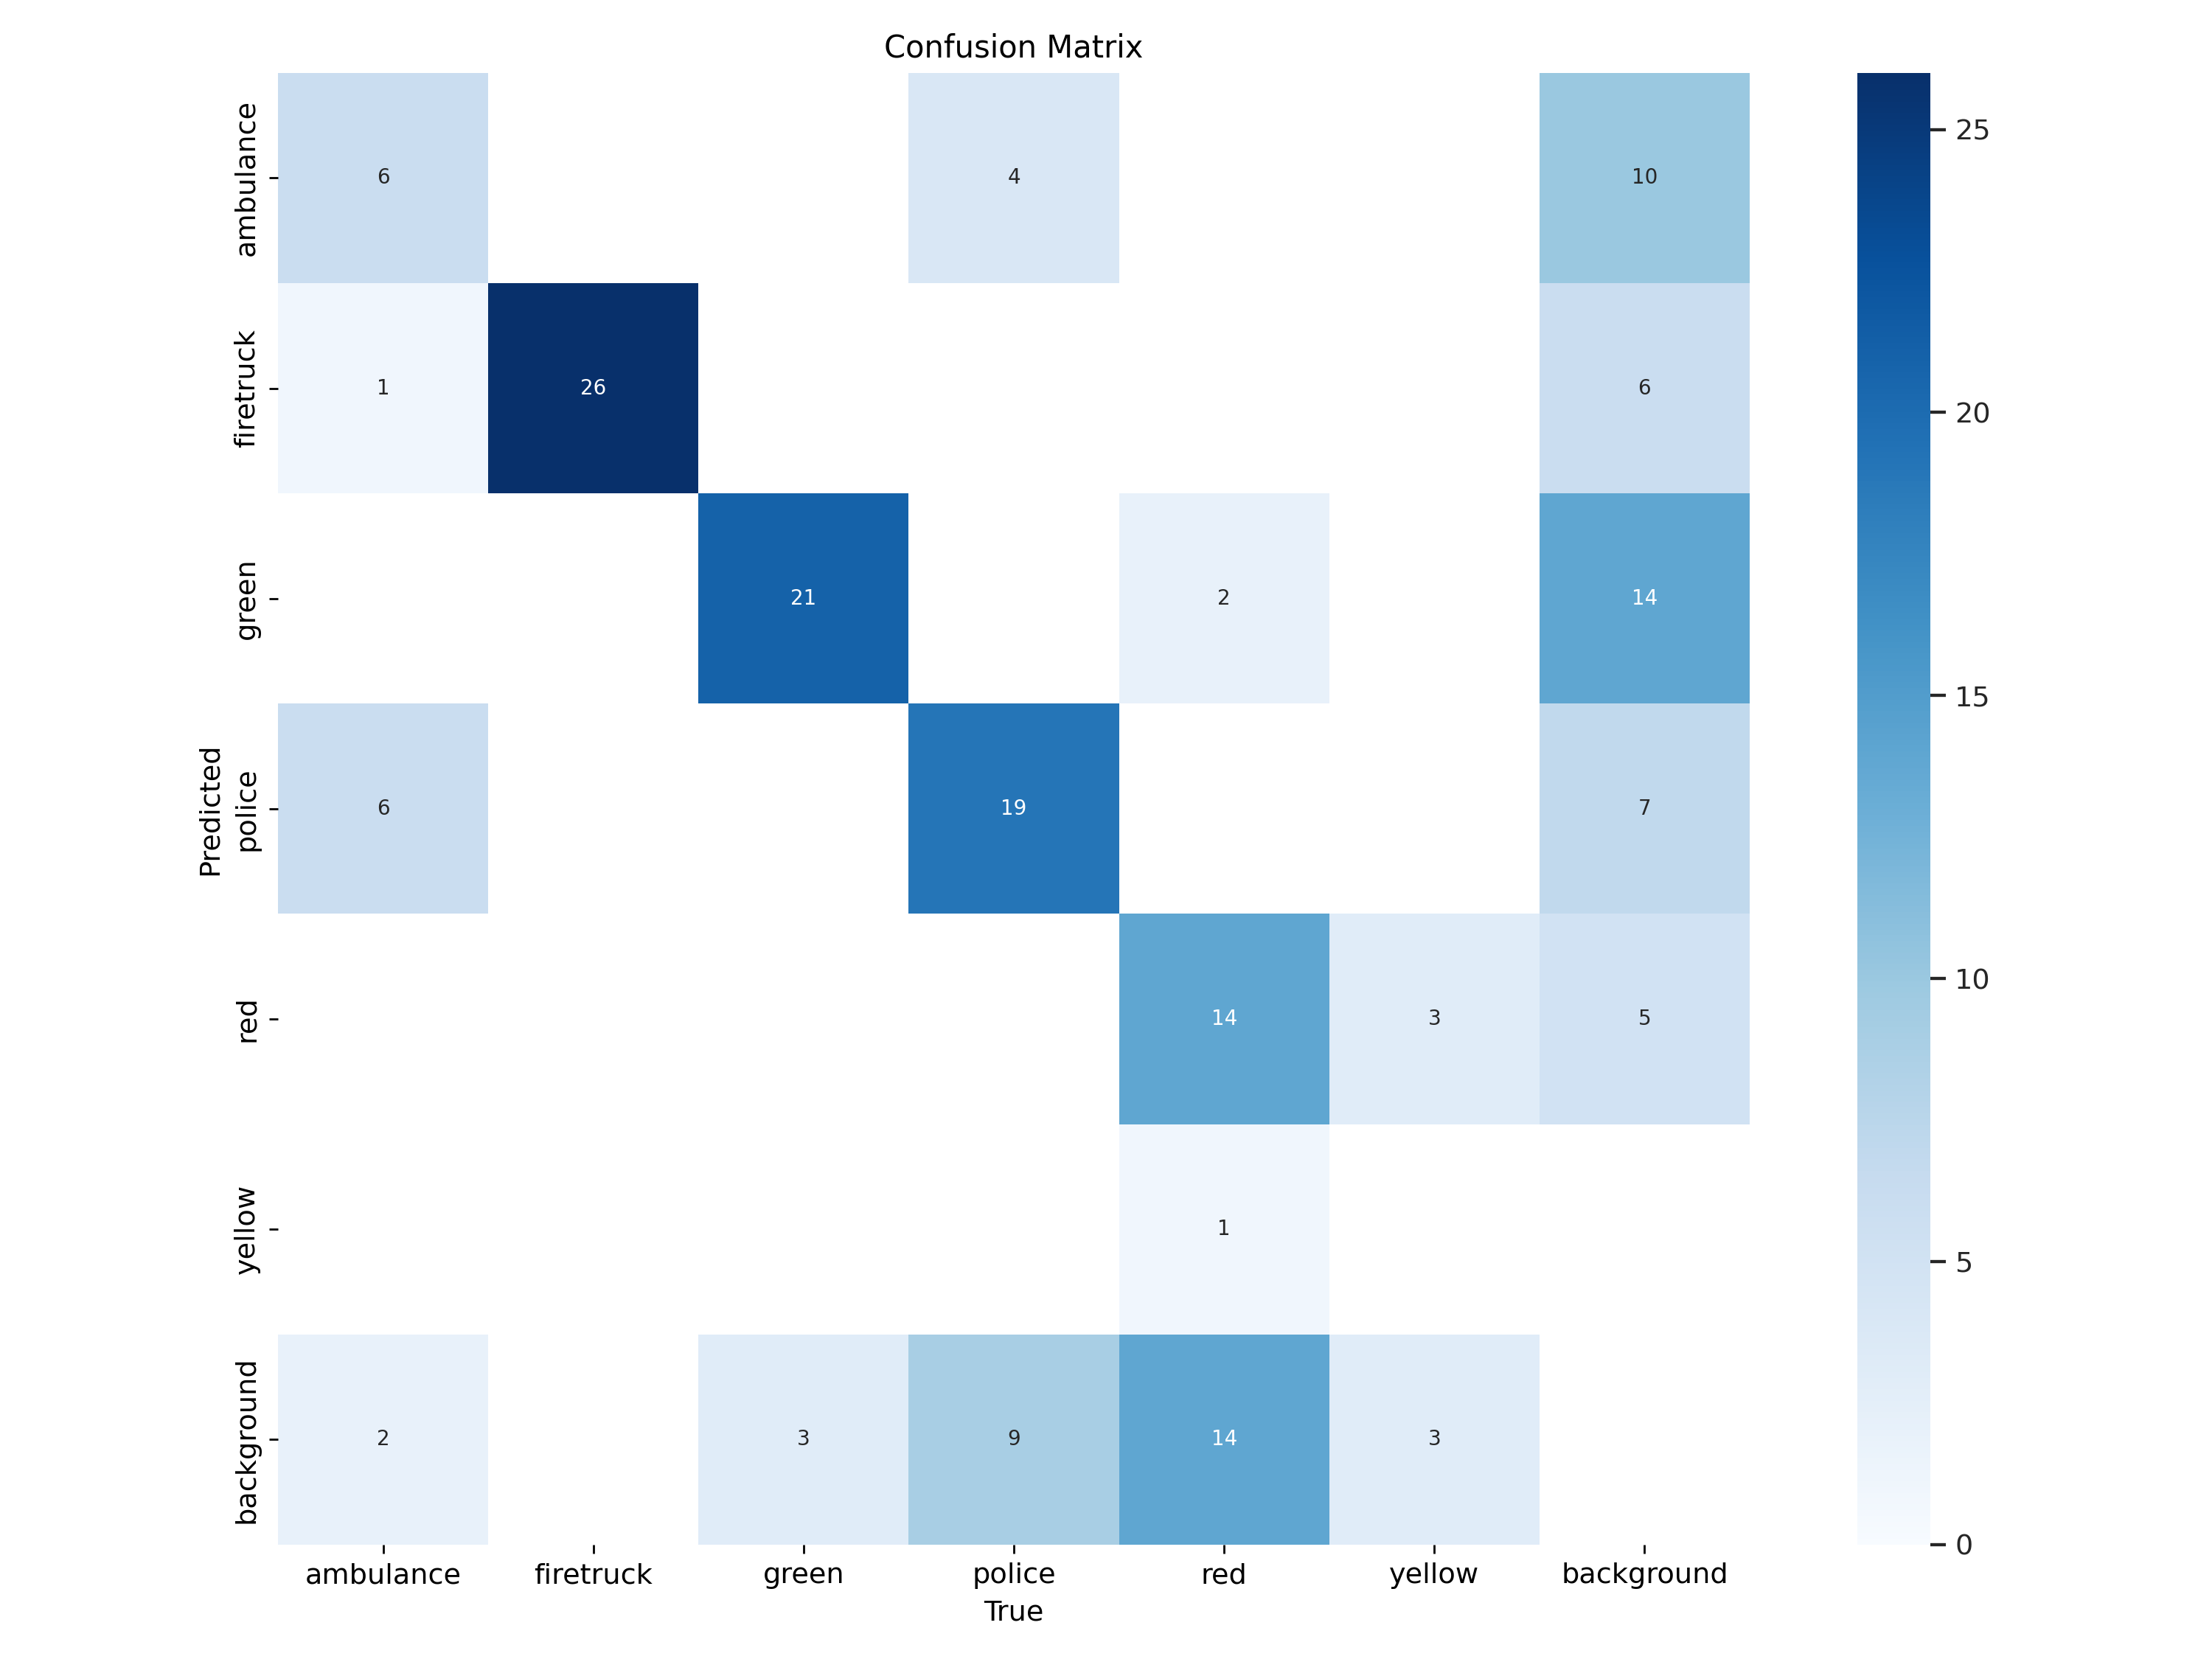 Confusion Matrix
ambulance
6
4
10
25
firetruck
1
26
6
20
green
21
2
14
15
Predicted
police
6
19
7
red
14
3
5
10
yellow
1
5
background
2
3
9
14
3
0
ambulance
firetruck
green
police
red
yellow
background
True